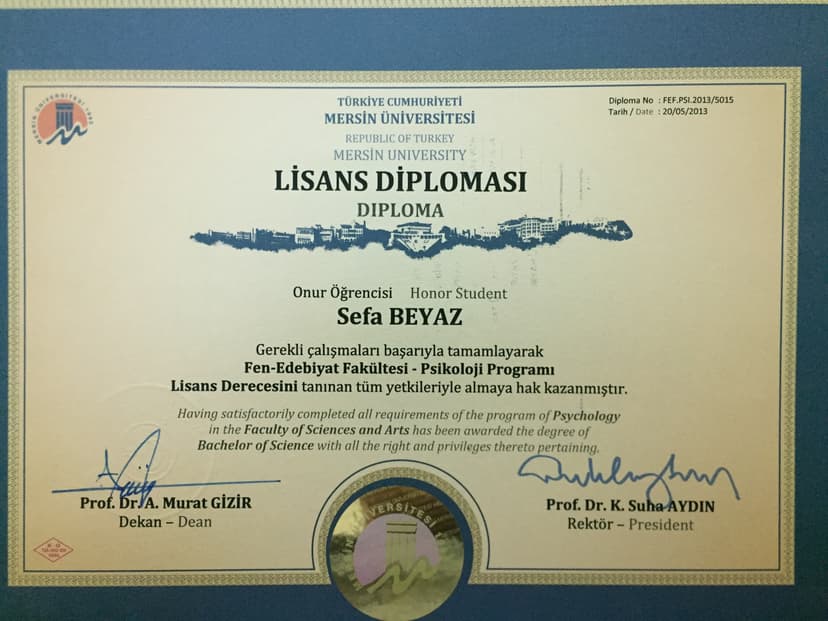 MERSİN ÜNİVERSİTESİ 1992
TÜRKİYE CUMHURİYETİ
MERSİN ÜNİVERSİTESİ
REPUBLIC OF TURKEY
MERSİN UNIVERSITY
LİSANS DİPLOMASI
DIPLOMA
Diploma No : FEF.PSI.2013/5015
Tarih / Date : 20/05/2013
Onur Öğrencisi Honor Student
Sefa BEYAZ
Gerekli çalışmaları başarıyla tamamlayarak
Fen-Edebiyat Fakültesi - Psikoloji Programı
Lisans Derecesini tanınan tüm yetkileriyle almaya hak kazanmıştır.
Having satisfactorily completed all requirements of the program of Psychology
in the Faculty of Sciences and Arts has been awarded the degree of
Bachelor of Science with all the right and privileges thereto pertaining.
Prof. Dr. A. Murat GİZİR
Dekan – Dean
Prof. Dr. K. Suha AYDIN
Rektör – President